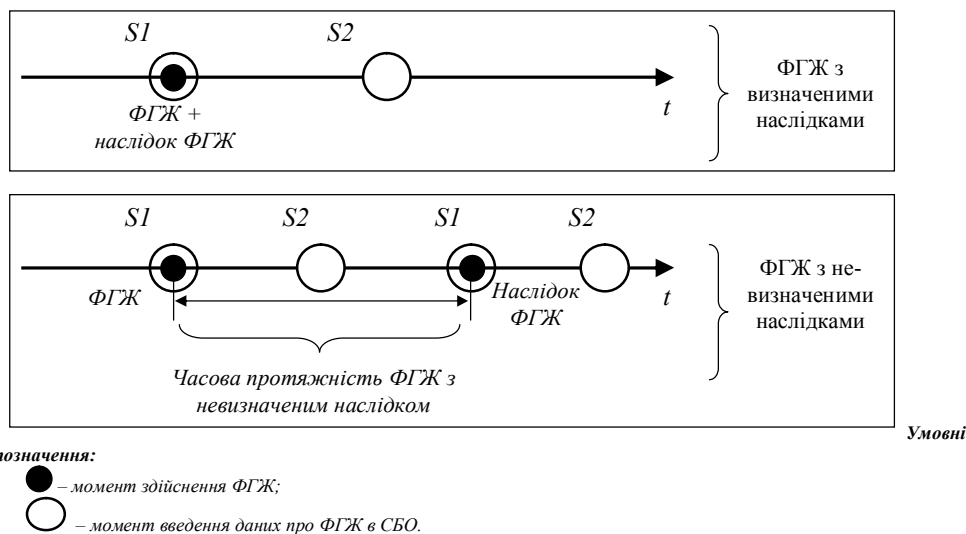 S1 S2
ФГЖ +
наслідок ФГЖ
t
ФГЖ з
визначеними
наслідками
S1 S2 S1 S2
ФГЖ
Наслідок
ФГЖ
t
Часова протяжність ФГЖ з
невизначеним наслідком
ФГЖ з не-
визначеними
наслідками
Умовні
позначення:
– момент здійснення ФГЖ;
– момент введення даних про ФГЖ в СБО.